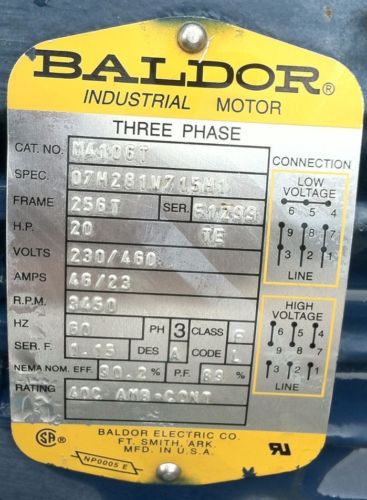 BALDOR®
INDUSTRIAL MOTOR
THREE PHASE
CAT. NO. M4106T
SPEC. 07H281W715H1
FRAME 256T SER.
H.P. 20 TE
VOLTS 230/460
AMPS 46/23
R.P.M. 3450
HZ 60 PH 3 CLASS F
SER. F. 1.15 DES A CODE L
NEMA NOM. EFF. 90.2% P.F. 89 %
RATING 40C AMB-CONT
CONNECTION
LOW
VOLTAGE
6 5 4
9 8 7
3 2 1
LINE
HIGH
VOLTAGE
6 5 4
9 8 7
3 2 1
LINE
BALDOR ELECTRIC CO.
FT. SMITH, ARK.
MFD. IN U.S.A.
NP0005 E